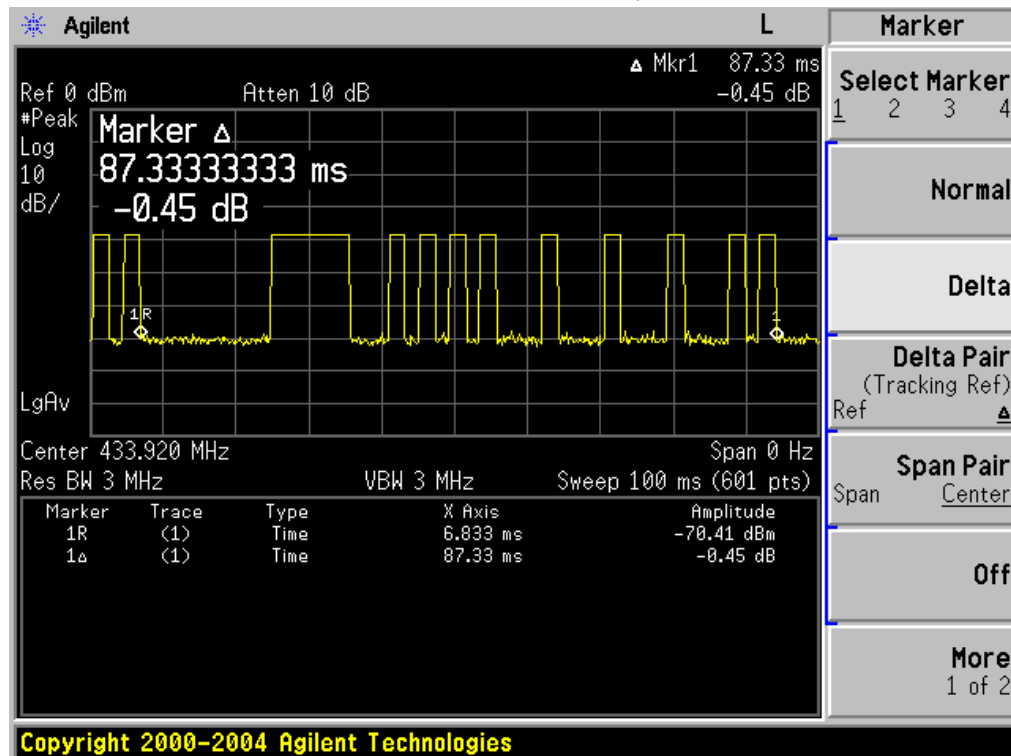 Agilent L Marker
▵ Mkr1 87.33 ms
Ref 0 dBm Atten 10 dB -0.45 dB
#Peak
Log
10
dB/
Marker ▵
87.33333333 ms
-0.45 dB
1R
1
LgAv
Center 433.920 MHz Span 0 Hz
Res BW 3 MHz VBW 3 MHz Sweep 100 ms (601 pts)
Marker Trace Type X Axis Amplitude
1R (1) Time 6.833 ms -70.41 dBm
1▵ (1) Time 87.33 ms -0.45 dB
Select Marker
1 2 3 4
Normal
Delta
Delta Pair
(Tracking Ref)
Ref ▵
Span Pair
Span Center
Off
More
1 of 2
Copyright 2000-2004 Agilent Technologies